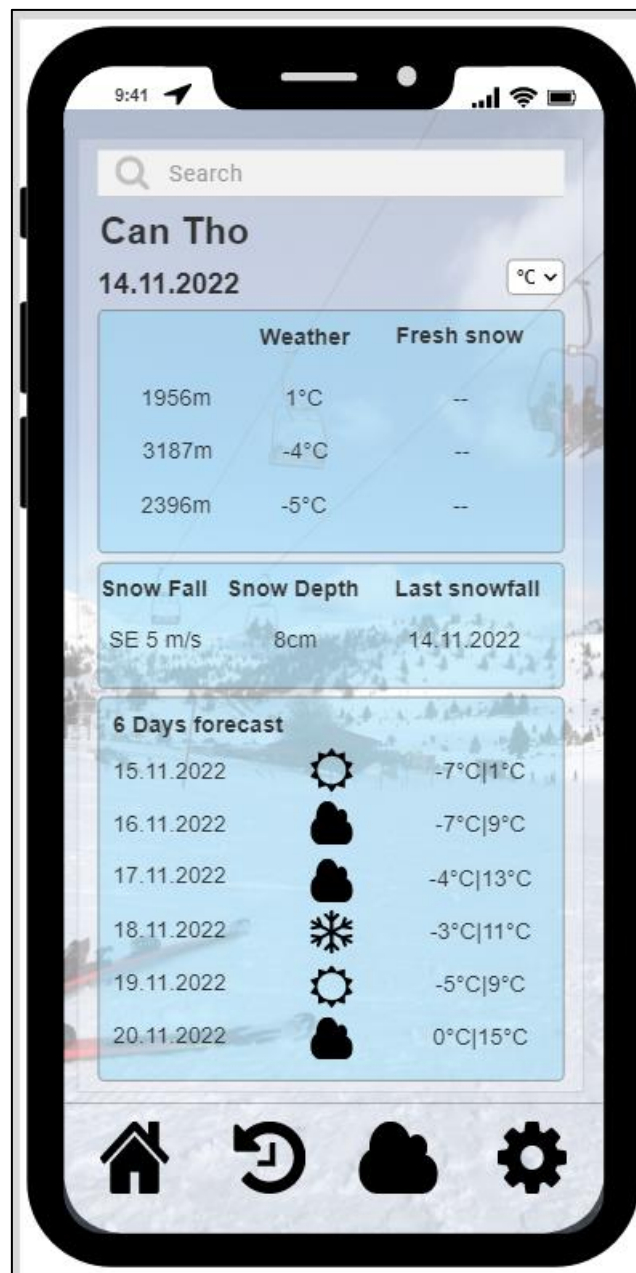 9:41
Search
Can Tho
14.11.2022 °C
Weather Fresh snow
1956m 1°C --
3187m -4°C --
2396m -5°C --
Snow Fall Snow Depth Last snowfall
SE 5 m/s 8cm 14.11.2022
6 Days forecast
15.11.2022 -7°C|1°C
16.11.2022 -7°C|9°C
17.11.2022 -4°C|13°C
18.11.2022 -3°C|11°C
19.11.2022 -5°C|9°C
20.11.2022 0°C|15°C